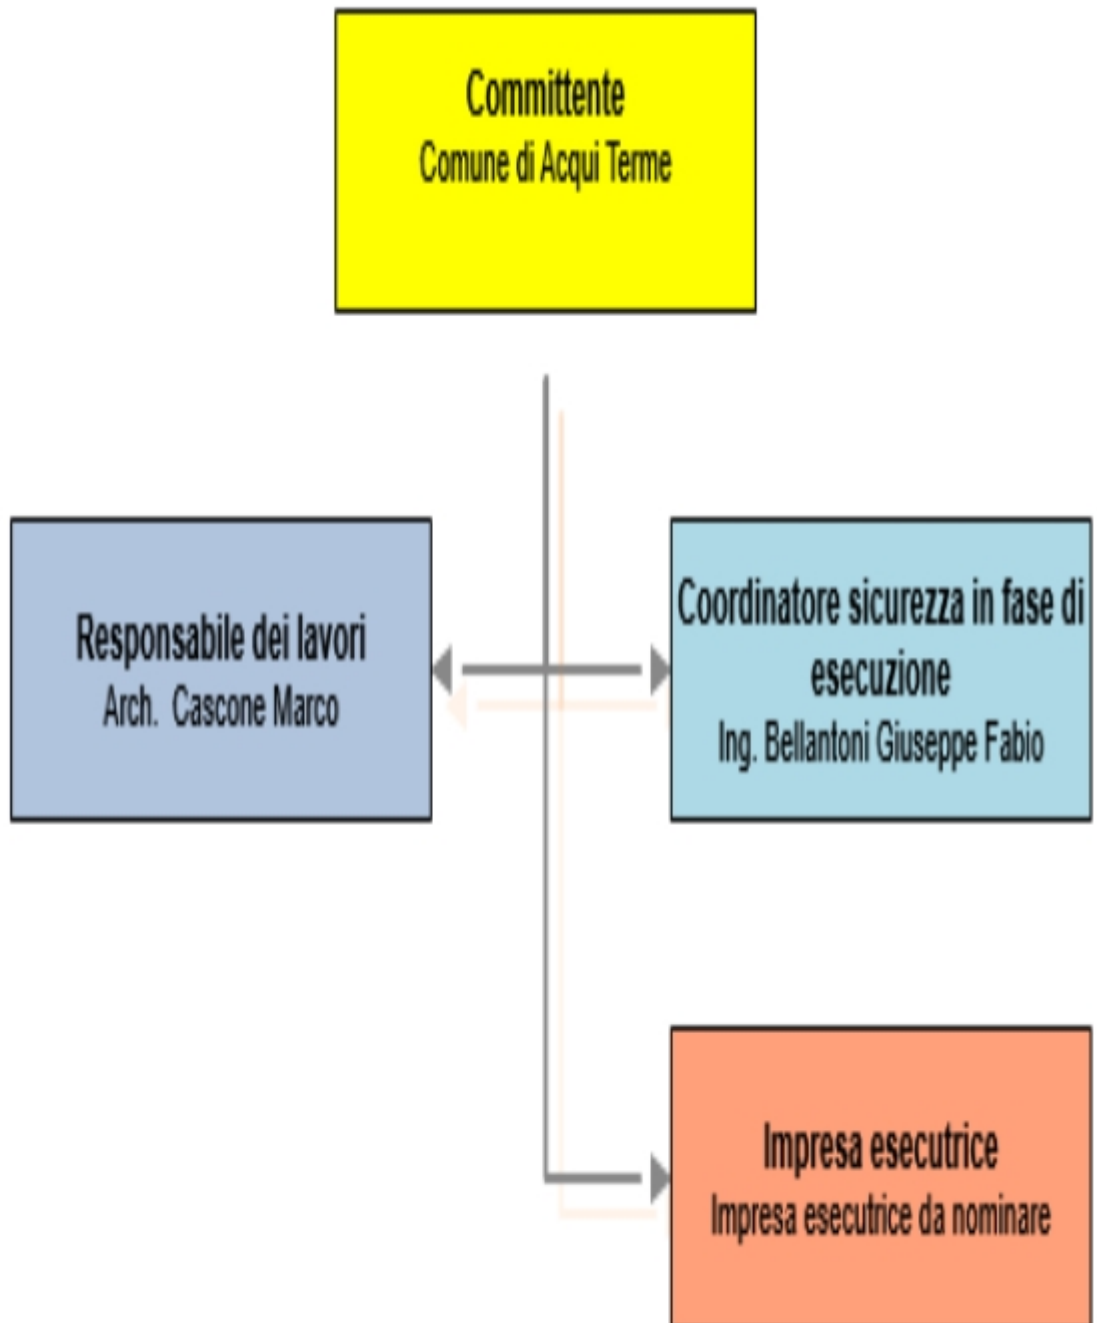 Committente
Comune di Acqui Terme
Responsabile dei lavori
Arch. Cascone Marco
Coordinatore sicurezza in fase di
esecuzione
Ing. Bellantoni Giuseppe Fabio
Impresa esecutrice
Impresa esecutrice da nominare